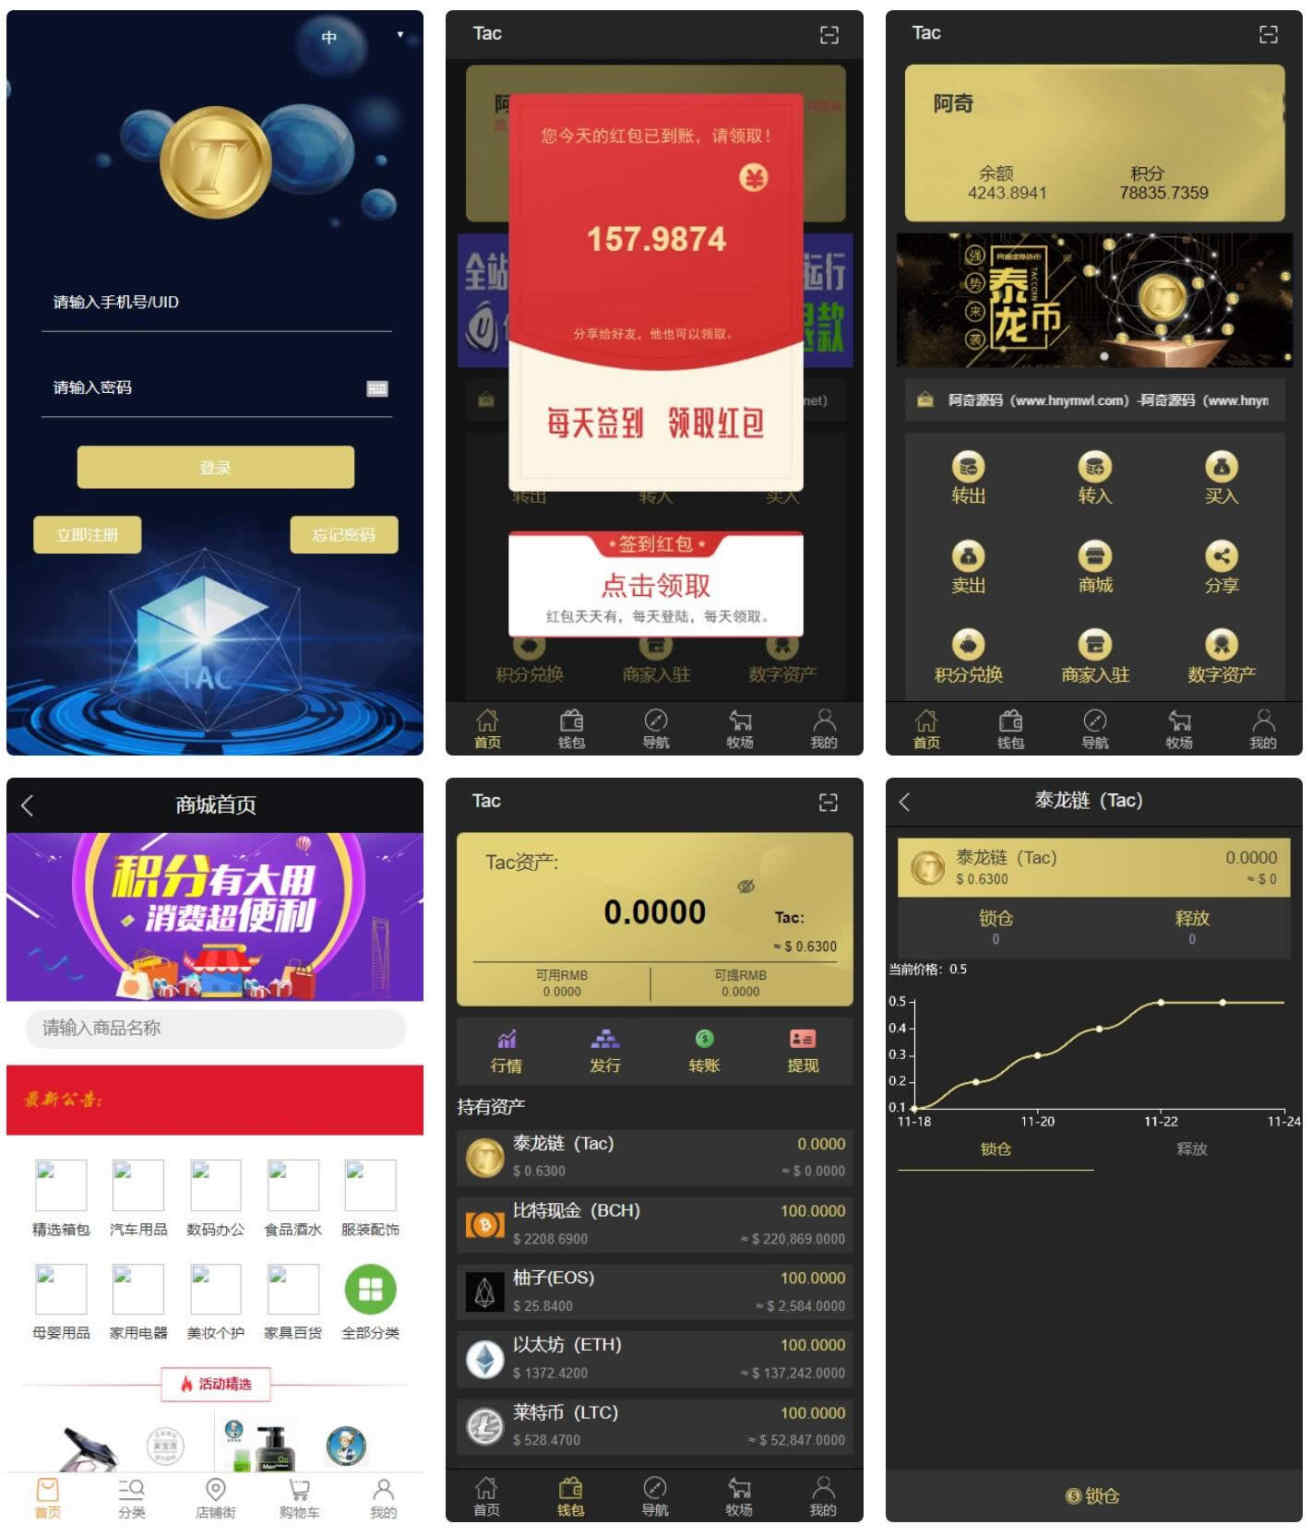 中
请输入手机号/UID
请输入密码
登录
立即注册
忘记密码
TAC
Tac
阿
您今天的红包已到账，请领取！
¥
157.9874
分享给好友，他也可以领取。
全站
运行
退款
每天签到 领取红包
net)
转出
转入
买入
签到红包
点击领取
红包天天有，每天登陆，每天领取。
积分兑换
商家入驻
数字资产
首页
钱包
导航
牧场
我的
Tac
阿奇
余额
积分
4243.8941
78835.7359
强势来袭
泰龙币
TACCOIN
阿奇源码（www.hnymwl.com）-阿奇源码（www.hnyn
转出
转入
买入
卖出
商城
分享
积分兑换
商家入驻
数字资产
首页
钱包
导航
牧场
我的
商城首页
积分有大用
消费超便利
请输入商品名称
最新公告:
精选箱包
汽车用品
数码办公
食品酒水
服装配饰
母婴用品
家用电器
美妆个护
家具百货
全部分类
活动精选
首页
分类
店铺街
购物车
我的
Tac
Tac资产:
0.0000
Tac:
≈ $ 0.6300
可用RMB
可提RMB
0.0000
0.0000
行情
发行
转账
提现
持有资产
泰龙链（Tac）
0.0000
$ 0.6300
≈ $ 0.0000
比特现金（BCH）
100.0000
$ 2208.6900
≈ $ 220,869.0000
柚子(EOS)
100.0000
$ 25.8400
≈ $ 2,584.0000
以太坊（ETH）
100.0000
$ 1372.4200
≈ $ 137,242.0000
莱特币（LTC）
100.0000
$ 528.4700
≈ $ 52,847.0000
首页
钱包
导航
牧场
我的
泰龙链（Tac）
泰龙链（Tac）
0.0000
$ 0.6300
≈ $ 0
锁仓
释放
0
0
当前价格：0.5
0.5
0.4
0.3
0.2
0.1
11-18
11-20
11-22
11-24
锁仓
释放
锁仓